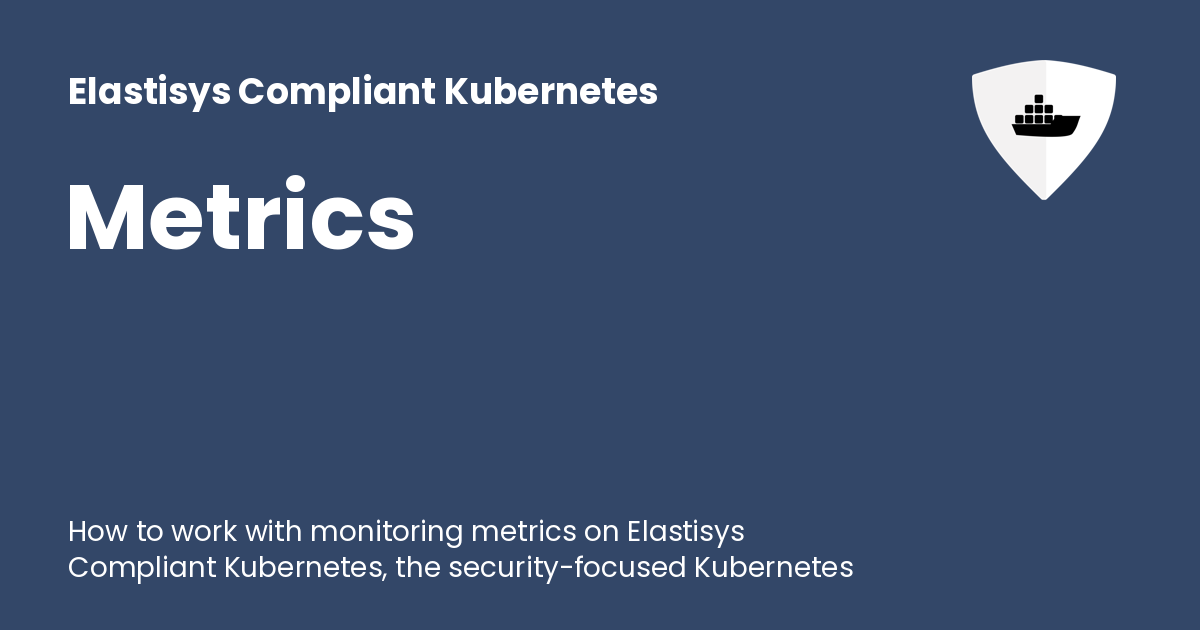 Elastisys Compliant Kubernetes
Metrics
How to work with monitoring metrics on Elastisys
Compliant Kubernetes, the security-focused Kubernetes